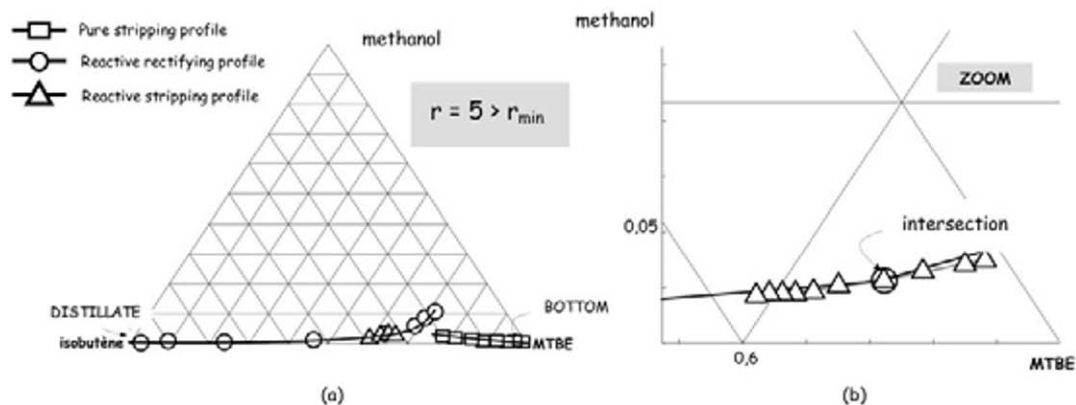 Pure stripping profile
Reactive rectifying profile
Reactive stripping profile
methanol
r = 5 > rmin
DISTILLATE
isobutène
BOTTOM
MTBE
(a)
methanol
ZOOM
0,05
intersection
0,6
MTBE
(b)